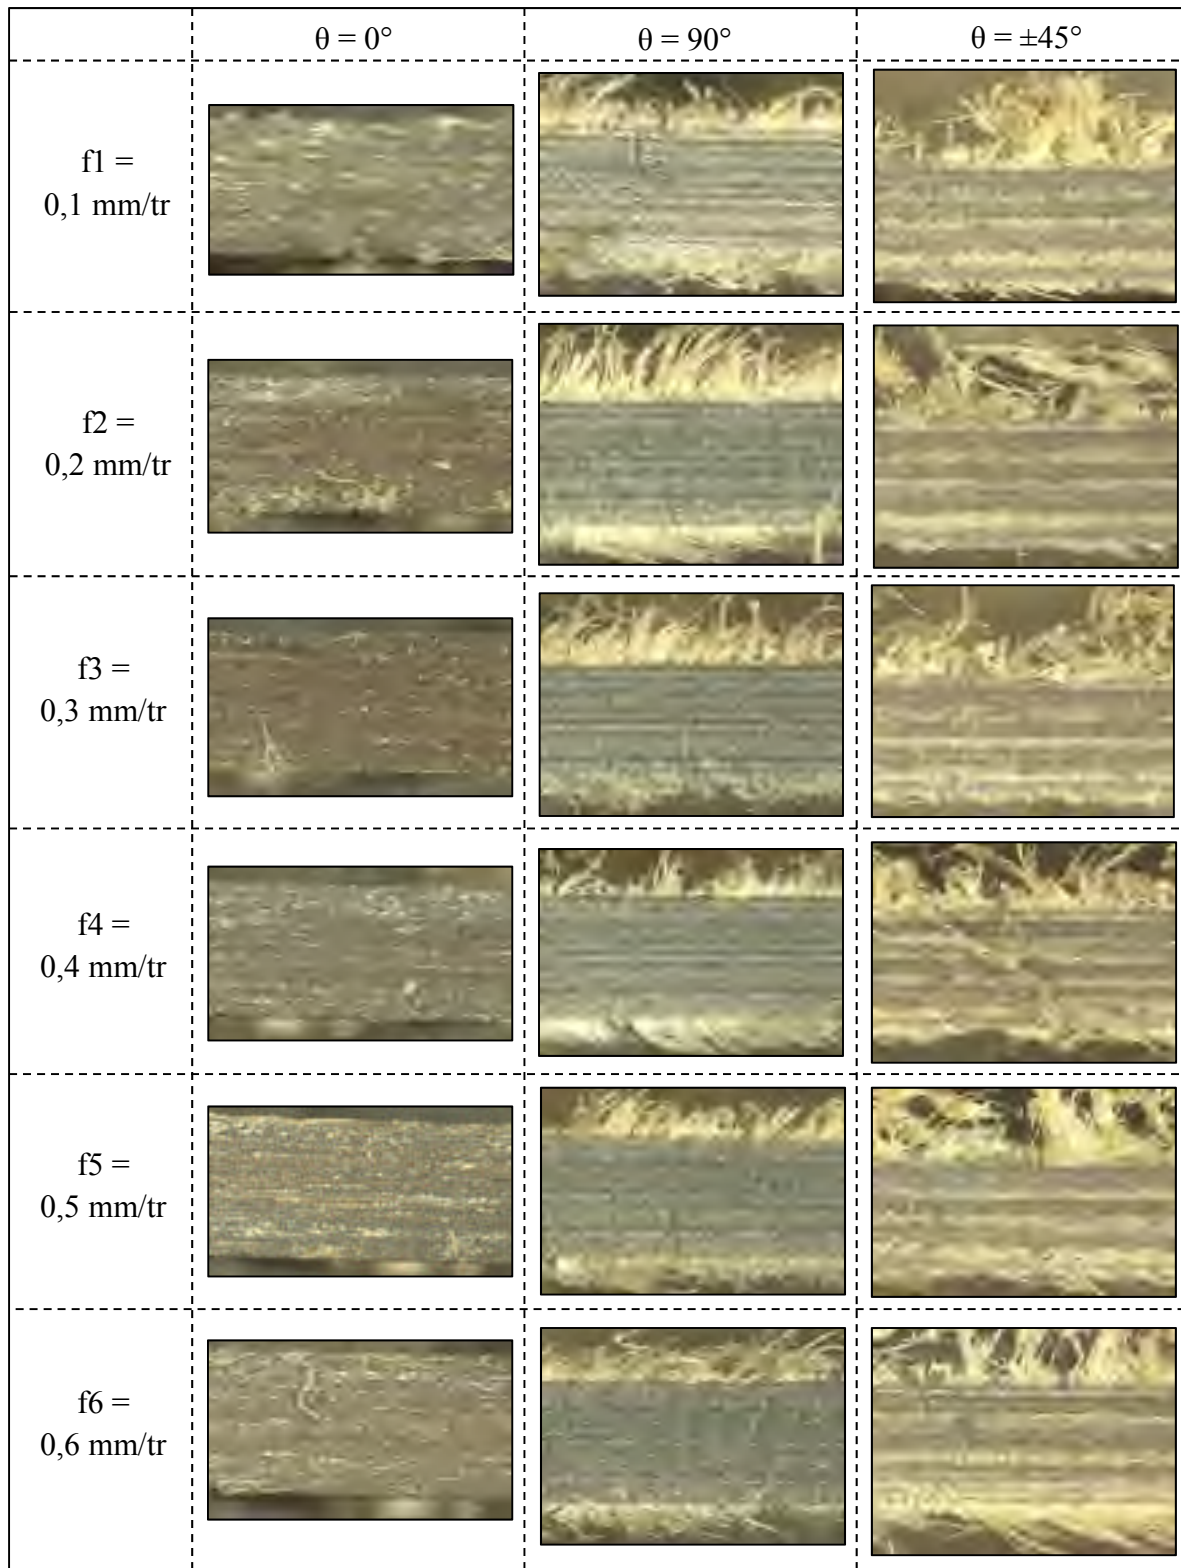 θ = 0°
θ = 90°
θ = ±45°
f1 =
0,1 mm/tr
f2 =
0,2 mm/tr
f3 =
0,3 mm/tr
f4 =
0,4 mm/tr
f5 =
0,5 mm/tr
f6 =
0,6 mm/tr